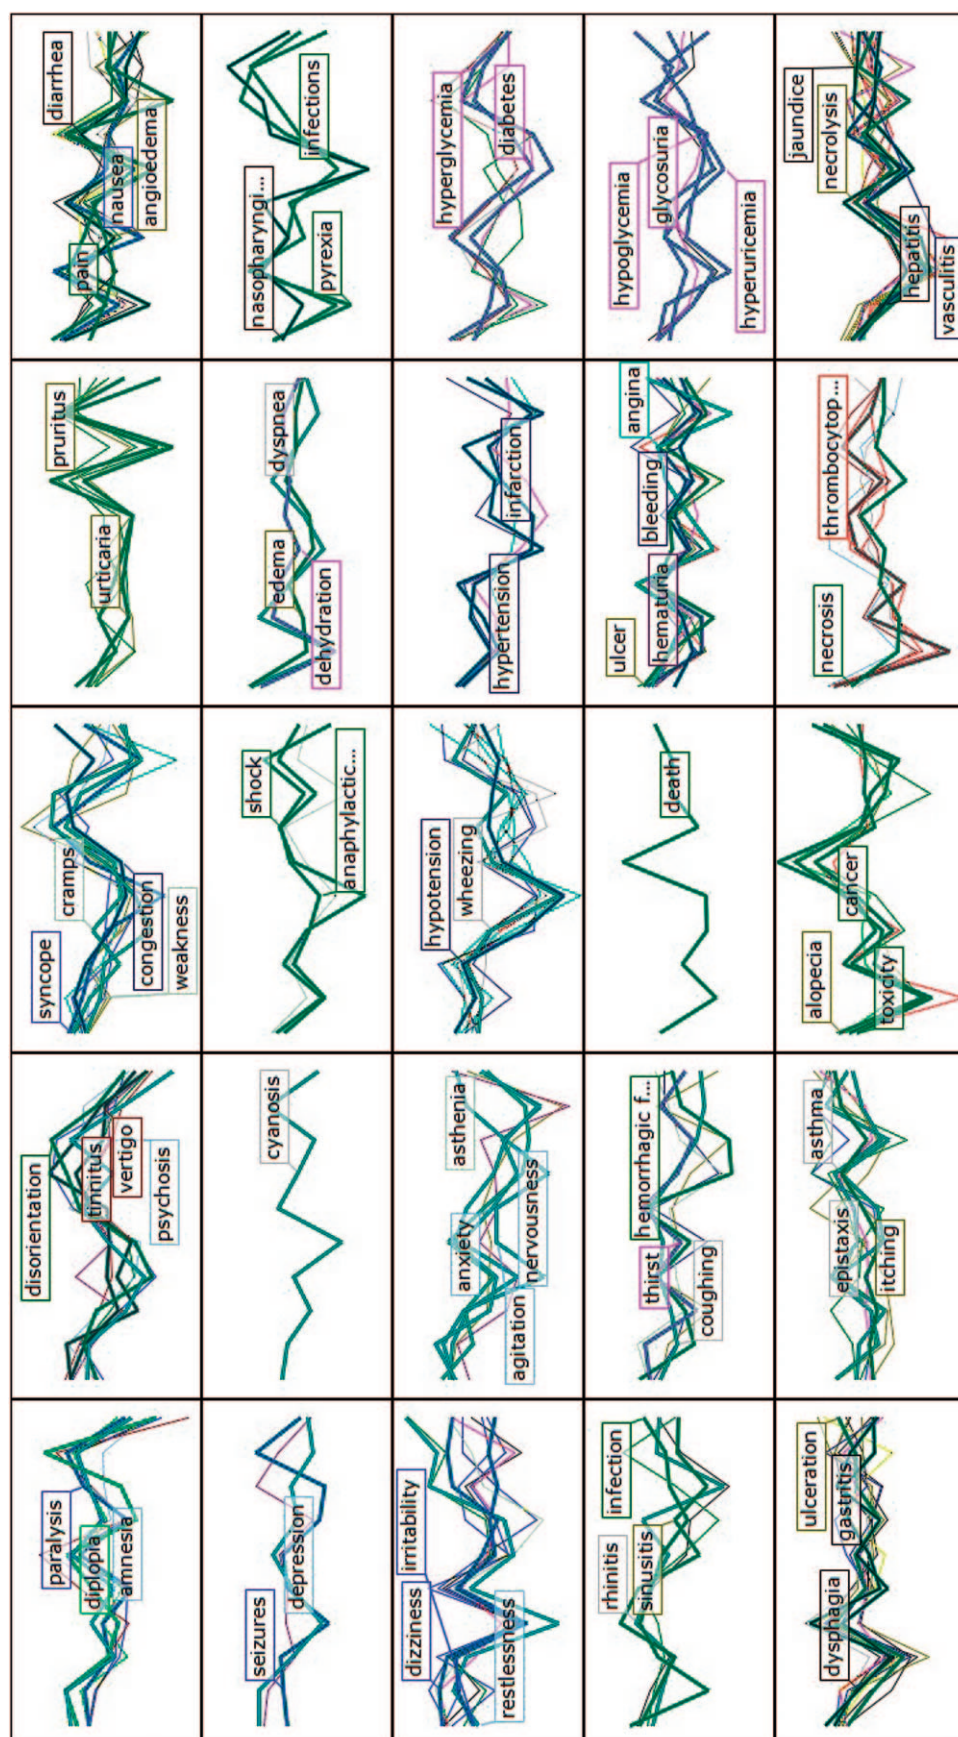 paralysis
diplopia
amnesia
disorientation
tinnitus
vertigo
psychosis
syncope
cramps
congestion
weakness
pruritus
urticaria
diarrhea
pain
nausea
angioedema
seizures
depression
cyanosis
shock
anaphylactic...
dyspnea
edema
dehydration
infections
nasopharyngi...
pyrexia
irritability
dizziness
restlessness
asthenia
anxiety
nervousness
agitation
hypotension
wheezing
infarction
hypertension
hyperglycemia
diabetes
infection
rhinitis
sinusitis
hemorrhagic f...
thirst
coughing
death
angina
bleeding
ulcer
hematuria
hypoglycemia
glycosuria
hyperuricemia
ulceration
gastritis
dysphagia
asthma
epistaxis
itching
alopecia
cancer
toxicity
thrombocytop...
necrosis
jaundice
necrolysis
hepatitis
vasculitis